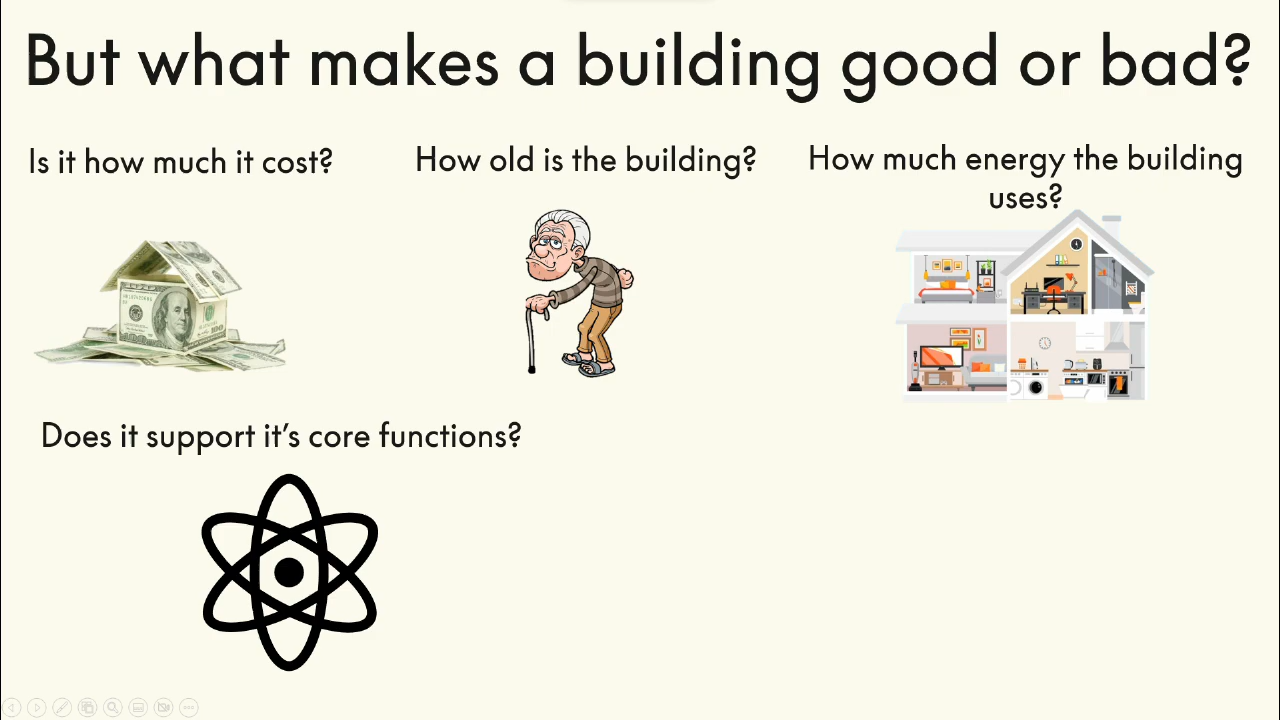 But what makes a building good or bad?
Is it how much it cost?
How old is the building?
How much energy the building
uses?
Does it support it's core functions?